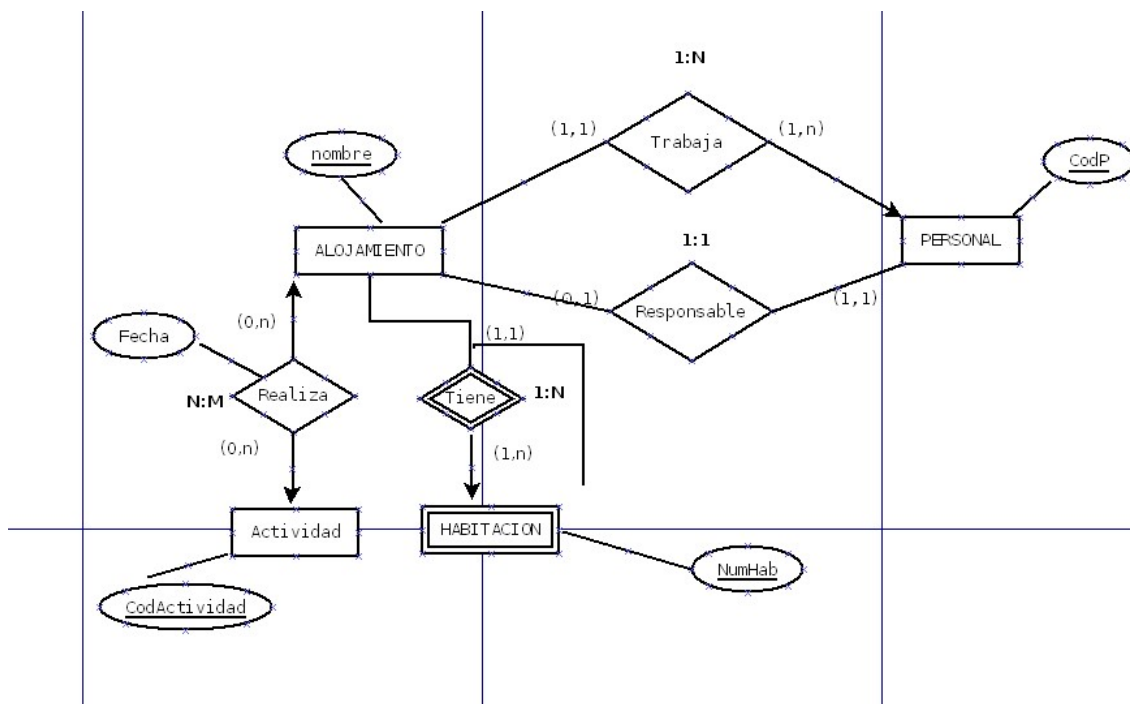 1:N
(1,1)
Trabaja
(1,n)
nombre
CodP
ALOJAMIENTO
PERSONAL
1:1
(0,1)
Responsable
(1,1)
Fecha
(0,n)
(1,1)
N:M
Realiza
Tiene
1:N
(0,n)
(1,n)
Actividad
HABITACION
NumHab
CodActividad